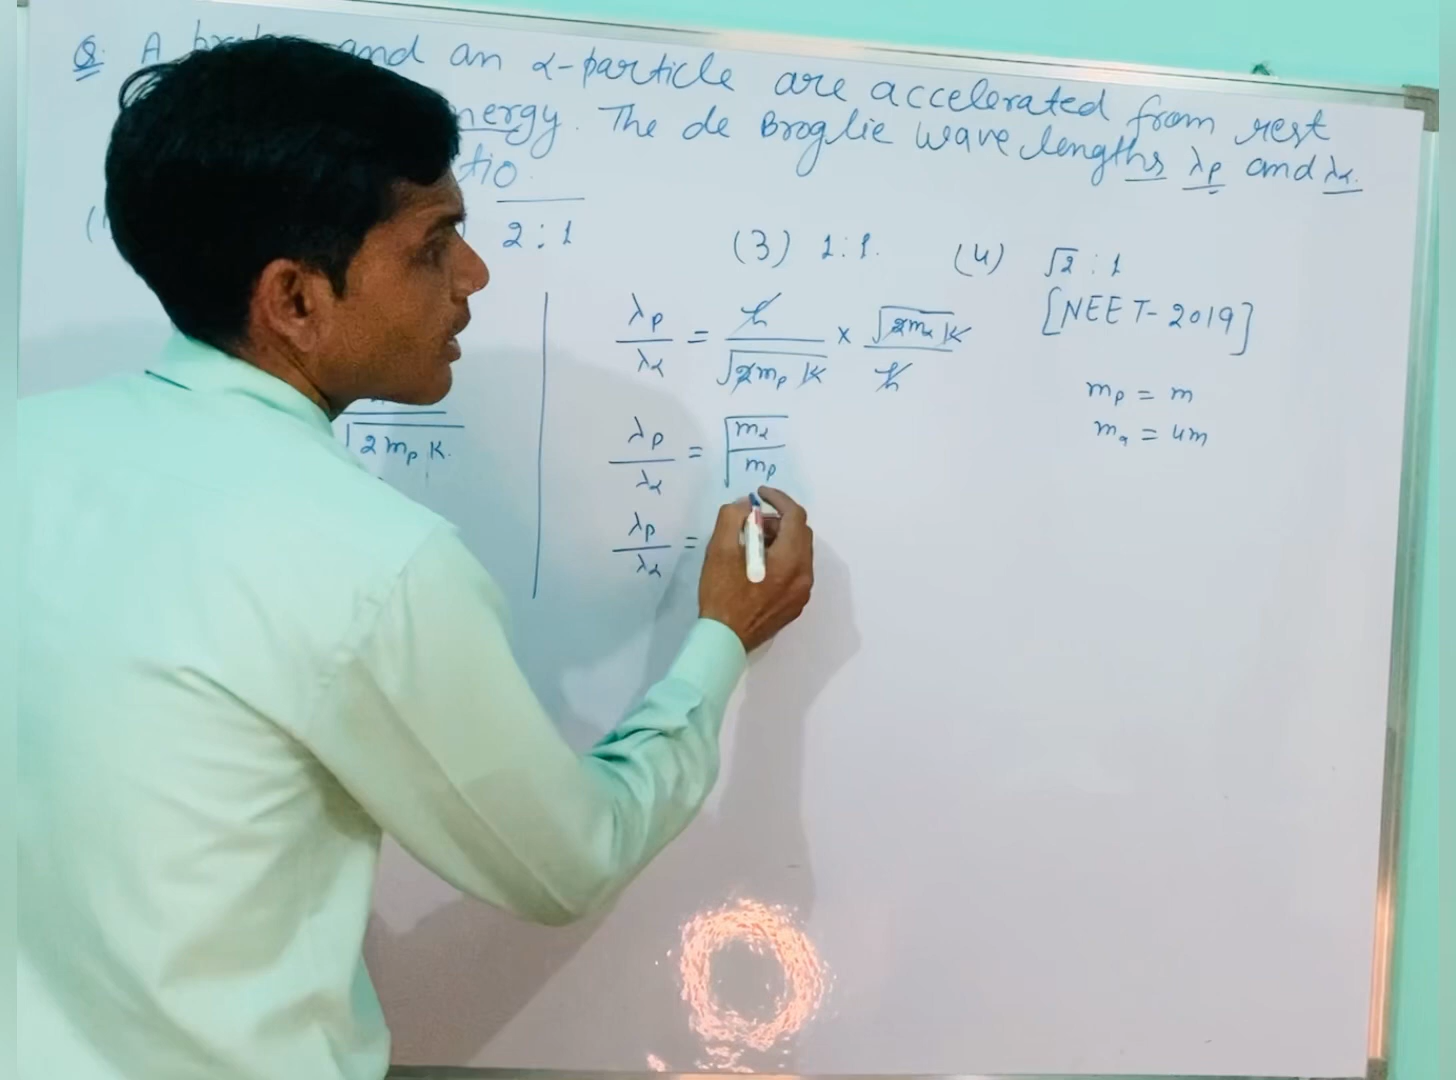 Q. A and an α-particle are accelerated from rest
nergy. The de Broglie wave lengths λp and λα.
tio.
2 : 1 (3) 1:1. (4) √2 : 1
[NEET-2019]
λp/λα = h/√(2mp K) × √(2mα K)/h
mp = m
mα = 4m
√(2 mp K).
λp/λα = √(mα/mp)
λp/λα =